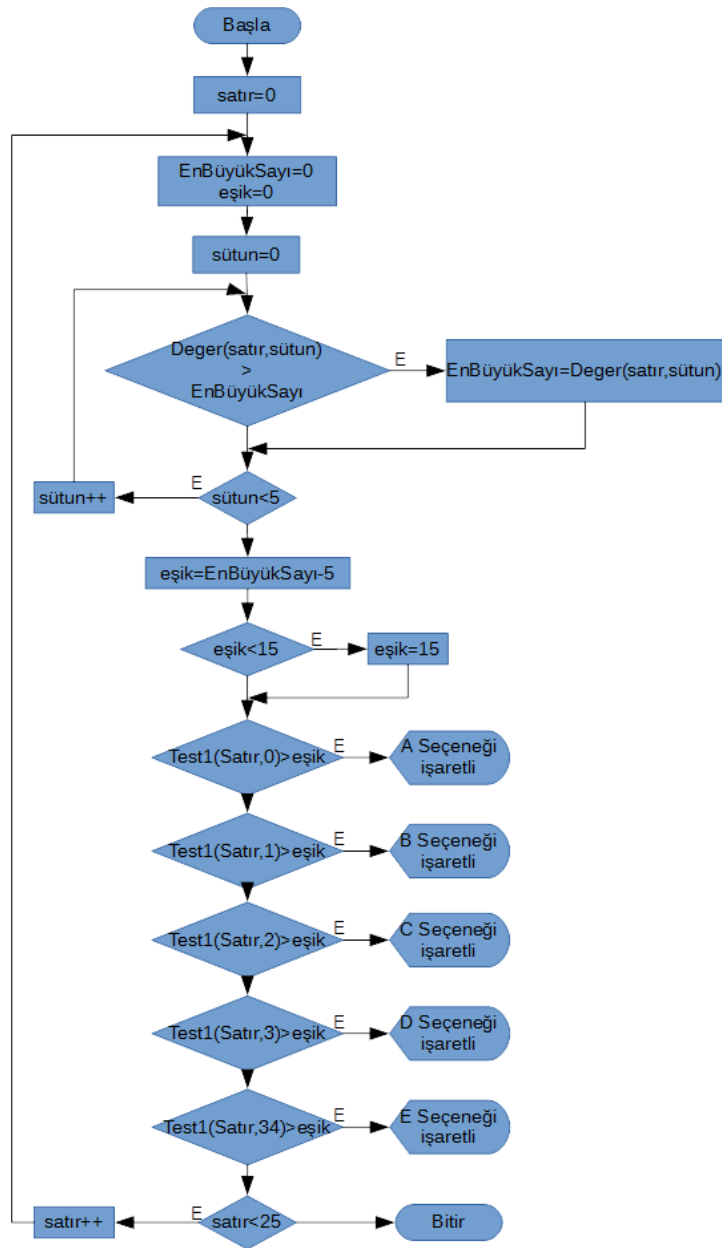 Başla
satır=0
EnBüyükSayı=0
eşik=0
sütun=0
Deger(satır,sütun)
>
EnBüyükSayı
E
EnBüyükSayı=Deger(satır,sütun)
sütun<5
E
sütun++
eşik=EnBüyükSayı-5
eşik<15
E
eşik=15
Test1(Satır,0)>eşik
E
A Seçeneği
işaretli
Test1(Satır,1)>eşik
E
B Seçeneği
işaretli
Test1(Satır,2)>eşik
E
C Seçeneği
işaretli
Test1(Satır,3)>eşik
E
D Seçeneği
işaretli
Test1(Satır,34)>eşik
E
E Seçeneği
işaretli
satır<25
E
satır++
Bitir